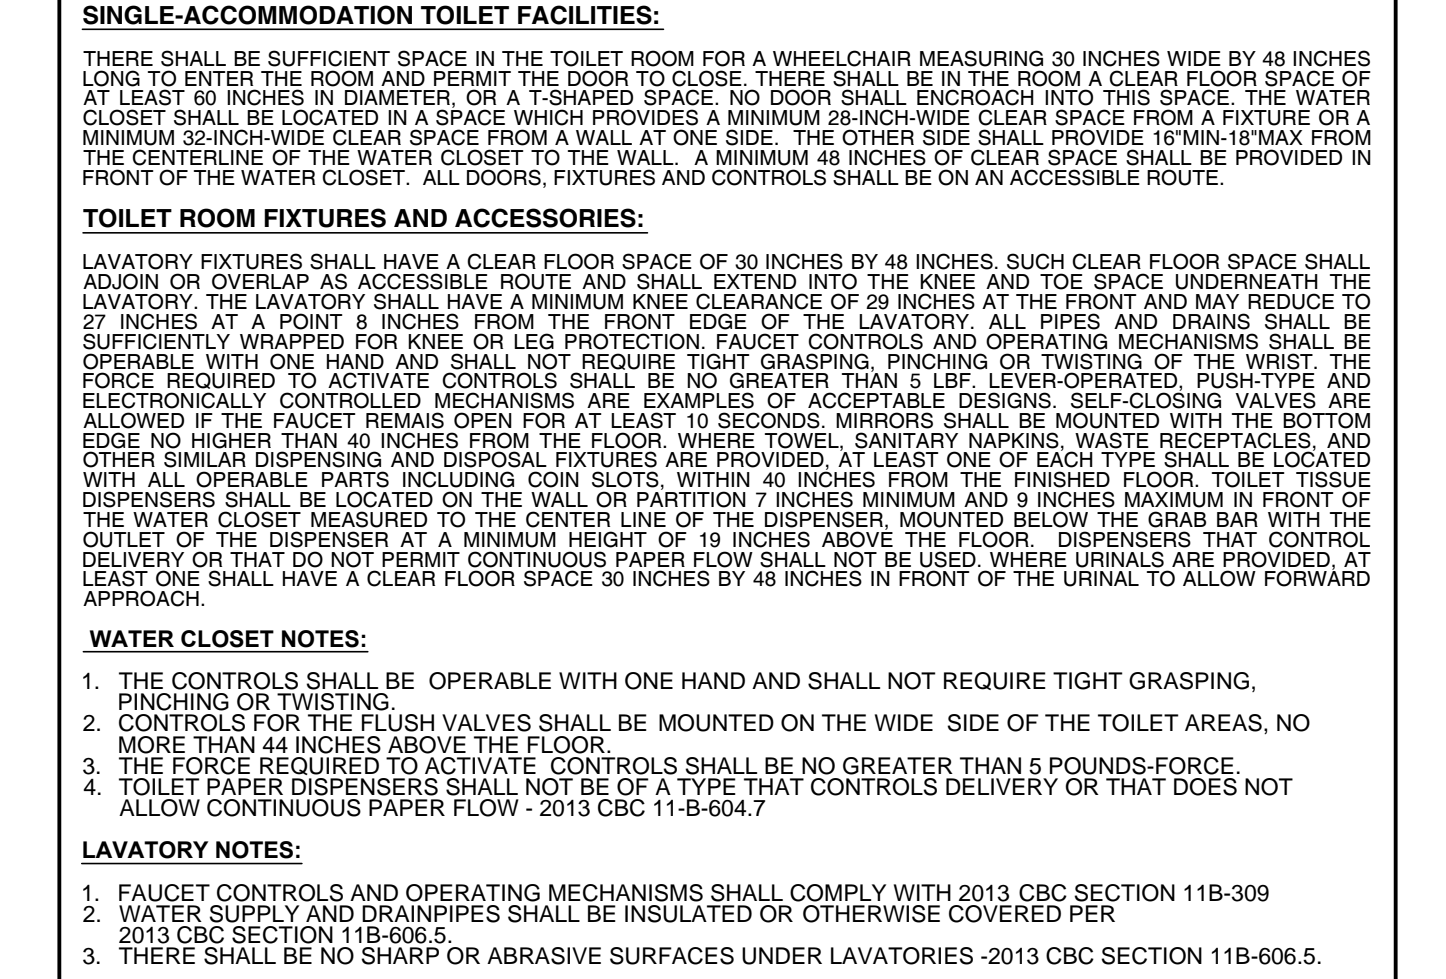 SINGLE-ACCOMMODATION TOILET FACILITIES:
THERE SHALL BE SUFFICIENT SPACE IN THE TOILET ROOM FOR A WHEELCHAIR MEASURING 30 INCHES WIDE BY 48 INCHES
LONG TO ENTER THE ROOM AND PERMIT THE DOOR TO CLOSE. THERE SHALL BE IN THE ROOM A CLEAR FLOOR SPACE OF
AT LEAST 60 INCHES IN DIAMETER, OR A T-SHAPED SPACE. NO DOOR SHALL ENCROACH INTO THIS SPACE. THE WATER
CLOSET SHALL BE LOCATED IN A SPACE WHICH PROVIDES A MINIMUM 28-INCH-WIDE CLEAR SPACE FROM A FIXTURE OR A
MINIMUM 32-INCH-WIDE CLEAR SPACE FROM A WALL AT ONE SIDE. THE OTHER SIDE SHALL PROVIDE 16"MIN-18"MAX FROM
THE CENTERLINE OF THE WATER CLOSET TO THE WALL. A MINIMUM 48 INCHES OF CLEAR SPACE SHALL BE PROVIDED IN
FRONT OF THE WATER CLOSET. ALL DOORS, FIXTURES AND CONTROLS SHALL BE ON AN ACCESSIBLE ROUTE.
TOILET ROOM FIXTURES AND ACCESSORIES:
LAVATORY FIXTURES SHALL HAVE A CLEAR FLOOR SPACE OF 30 INCHES BY 48 INCHES. SUCH CLEAR FLOOR SPACE SHALL
ADJOIN OR OVERLAP AS ACCESSIBLE ROUTE AND SHALL EXTEND INTO THE KNEE AND TOE SPACE UNDERNEATH THE
LAVATORY. THE LAVATORY SHALL HAVE A MINIMUM KNEE CLEARANCE OF 29 INCHES AT THE FRONT AND MAY REDUCE TO
27 INCHES AT A POINT 8 INCHES FROM THE FRONT EDGE OF THE LAVATORY. ALL PIPES AND DRAINS SHALL BE
SUFFICIENTLY WRAPPED FOR KNEE OR LEG PROTECTION. FAUCET CONTROLS AND OPERATING MECHANISMS SHALL BE
OPERABLE WITH ONE HAND AND SHALL NOT REQUIRE TIGHT GRASPING, PINCHING OR TWISTING OF THE WRIST. THE
FORCE REQUIRED TO ACTIVATE CONTROLS SHALL BE NO GREATER THAN 5 LBF. LEVER-OPERATED, PUSH-TYPE AND
ELECTRONICALLY CONTROLLED MECHANISMS ARE EXAMPLES OF ACCEPTABLE DESIGNS. SELF-CLOSING VALVES ARE
ALLOWED IF THE FAUCET REMAIS OPEN FOR AT LEAST 10 SECONDS. MIRRORS SHALL BE MOUNTED WITH THE BOTTOM
EDGE NO HIGHER THAN 40 INCHES FROM THE FLOOR. WHERE TOWEL, SANITARY NAPKINS, WASTE RECEPTACLES, AND
OTHER SIMILAR DISPENSING AND DISPOSAL FIXTURES ARE PROVIDED, AT LEAST ONE OF EACH TYPE SHALL BE LOCATED
WITH ALL OPERABLE PARTS INCLUDING COIN SLOTS, WITHIN 40 INCHES FROM THE FINISHED FLOOR. TOILET TISSUE
DISPENSERS SHALL BE LOCATED ON THE WALL OR PARTITION 7 INCHES MINIMUM AND 9 INCHES MAXIMUM IN FRONT OF
THE WATER CLOSET MEASURED TO THE CENTER LINE OF THE DISPENSER, MOUNTED BELOW THE GRAB BAR WITH THE
OUTLET OF THE DISPENSER AT A MINIMUM HEIGHT OF 19 INCHES ABOVE THE FLOOR. DISPENSERS THAT CONTROL
DELIVERY OR THAT DO NOT PERMIT CONTINUOUS PAPER FLOW SHALL NOT BE USED. WHERE URINALS ARE PROVIDED, AT
LEAST ONE SHALL HAVE A CLEAR FLOOR SPACE 30 INCHES BY 48 INCHES IN FRONT OF THE URINAL TO ALLOW FORWARD
APPROACH.
WATER CLOSET NOTES:
1. THE CONTROLS SHALL BE OPERABLE WITH ONE HAND AND SHALL NOT REQUIRE TIGHT GRASPING,
PINCHING OR TWISTING.
2. CONTROLS FOR THE FLUSH VALVES SHALL BE MOUNTED ON THE WIDE SIDE OF THE TOILET AREAS, NO
MORE THAN 44 INCHES ABOVE THE FLOOR.
3. THE FORCE REQUIRED TO ACTIVATE CONTROLS SHALL BE NO GREATER THAN 5 POUNDS-FORCE.
4. TOILET PAPER DISPENSERS SHALL NOT BE OF A TYPE THAT CONTROLS DELIVERY OR THAT DOES NOT
ALLOW CONTINUOUS PAPER FLOW - 2013 CBC 11-B-604.7
LAVATORY NOTES:
1. FAUCET CONTROLS AND OPERATING MECHANISMS SHALL COMPLY WITH 2013 CBC SECTION 11B-309
2. WATER SUPPLY AND DRAINPIPES SHALL BE INSULATED OR OTHERWISE COVERED PER
2013 CBC SECTION 11B-606.5.
3. THERE SHALL BE NO SHARP OR ABRASIVE SURFACES UNDER LAVATORIES -2013 CBC SECTION 11B-606.5.